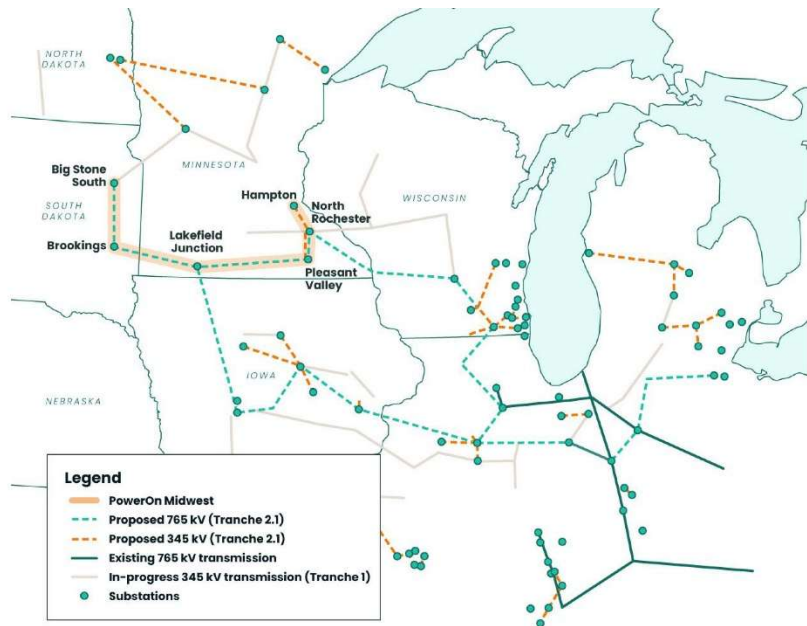 NORTH
DAKOTA
MINNESOTA
Big Stone
South
SOUTH
DAKOTA
Hampton
North
Rochester
WISCONSIN
Brookings
Lakefield
Junction
Pleasant
Valley
IOWA
NEBRASKA
Legend
PowerOn Midwest
Proposed 765 kV (Tranche 2.1)
Proposed 345 kV (Tranche 2.1)
Existing 765 kV transmission
In-progress 345 kV transmission (Tranche 1)
Substations